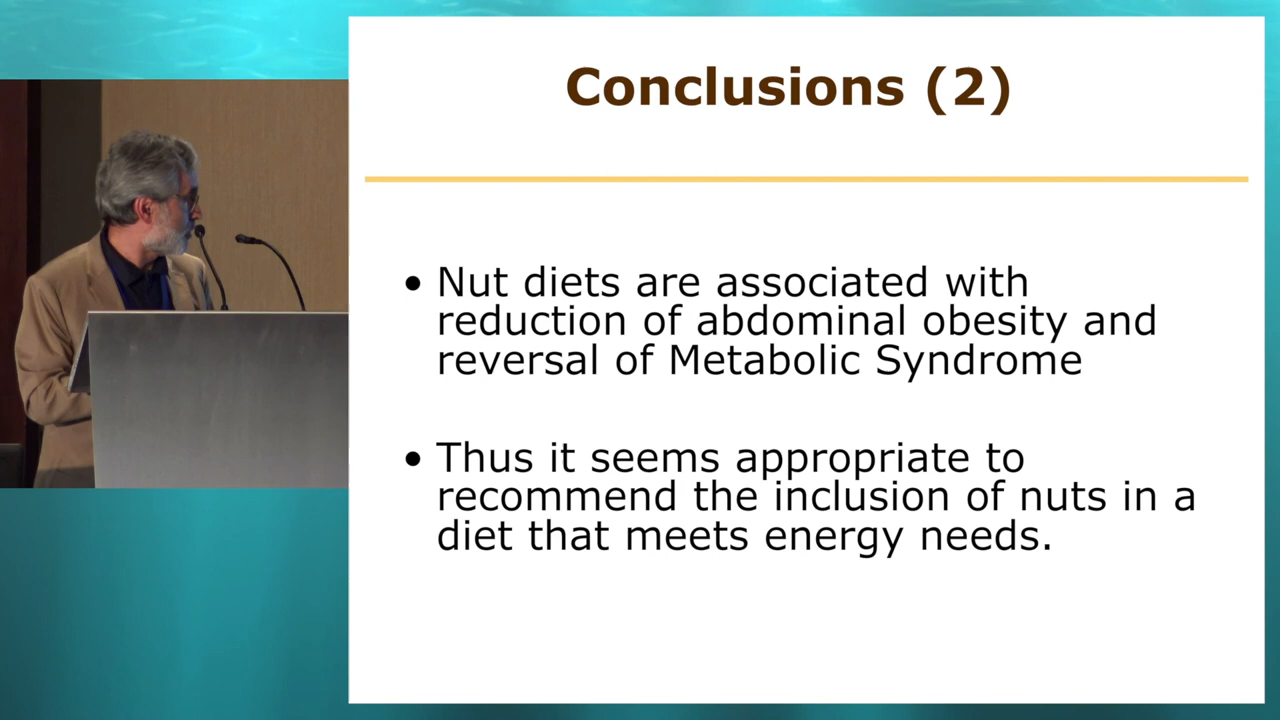 Conclusions (2)
• Nut diets are associated with
reduction of abdominal obesity and
reversal of Metabolic Syndrome
• Thus it seems appropriate to
recommend the inclusion of nuts in a
diet that meets energy needs.